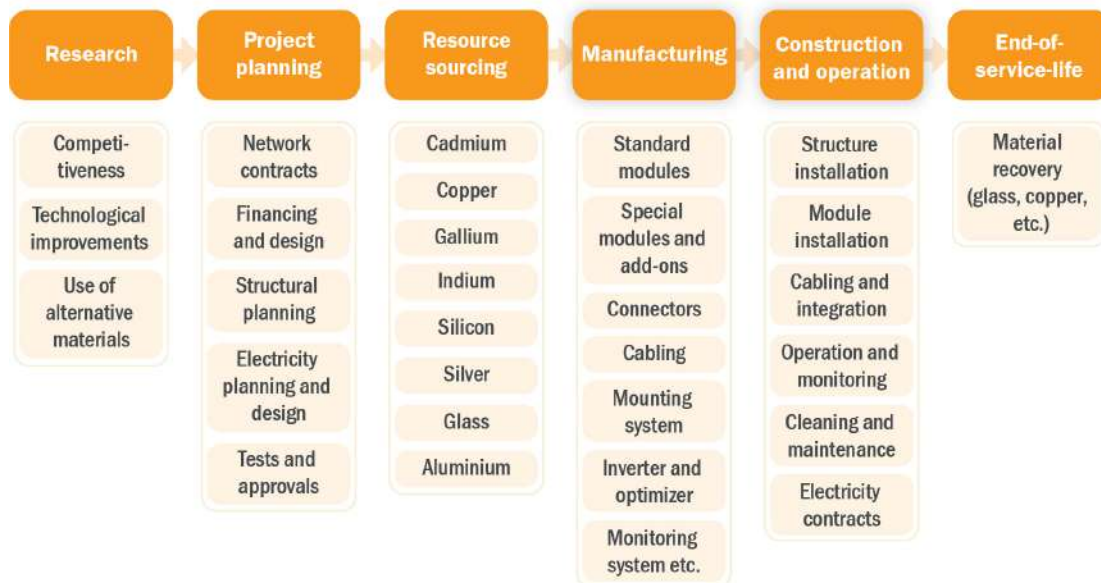 Research
Project
planning
Resource
sourcing
Manufacturing
Construction
and operation
End-of-
service-life
Competi-
tiveness
Technological
improvements
Use of
alternative
materials
Network
contracts
Financing
and design
Structural
planning
Electricity
planning and
design
Tests and
approvals
Cadmium
Copper
Gallium
Indium
Silicon
Silver
Glass
Aluminium
Standard
modules
Special
modules and
add-ons
Connectors
Cabling
Mounting
system
Inverter and
optimizer
Monitoring
system etc.
Structure
installation
Module
installation
Cabling and
integration
Operation and
monitoring
Cleaning and
maintenance
Electricity
contracts
Material
recovery
(glass, copper,
etc.)